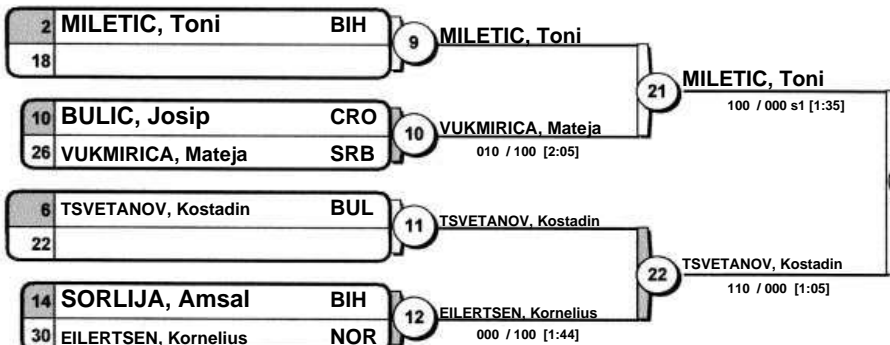 2 MILETIC, Toni BIH
18
9 MILETIC, Toni
10 BULIC, Josip CRO
26 VUKMIRICA, Mateja SRB
10 VUKMIRICA, Mateja
010 / 100 [2:05]
21 MILETIC, Toni
100 / 000 s1 [1:35]
6 TSVETANOV, Kostadin BUL
22
11 TSVETANOV, Kostadin
14 SORLIJA, Amsal BIH
30 EILERTSEN, Kornelius NOR
12 EILERTSEN, Kornelius
000 / 100 [1:44]
22 TSVETANOV, Kostadin
110 / 000 [1:05]